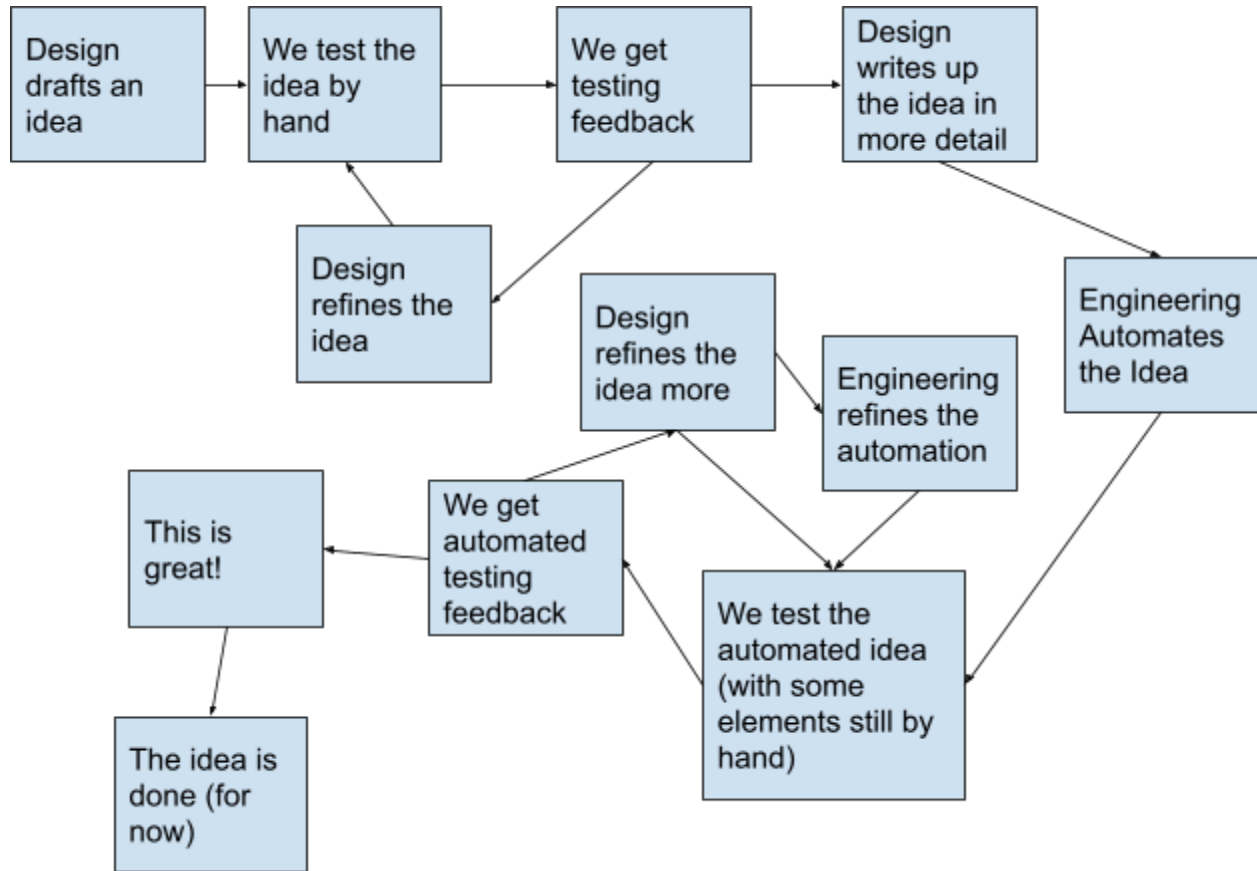 Design
drafts an
idea
We test the
idea by
hand
We get
testing
feedback
Design
writes up
the idea in
more detail
Design
refines the
idea
Design
refines the
idea more
Engineering
refines the
automation
Engineering
Automates
the Idea
This is
great!
We get
automated
testing
feedback
We test the
automated idea
(with some
elements still by
hand)
The idea is
done (for
now)